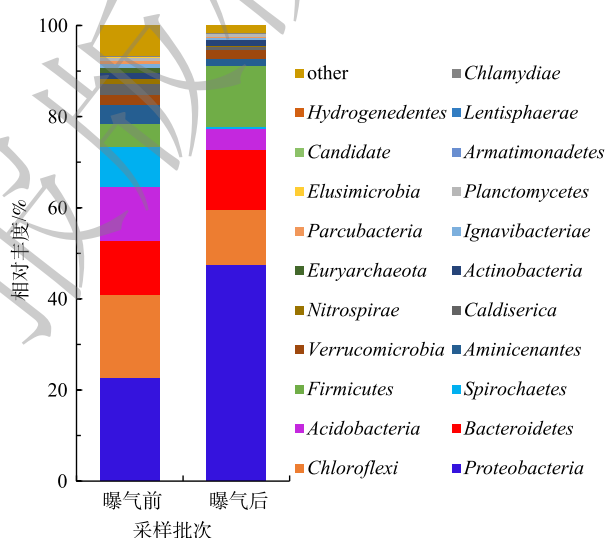 100
80
60
40
20
0
相对丰度/%
曝气前 曝气后
采样批次
other Chlamydiae
Hydrogenedentes Lentisphaerae
Candidate Armatimonadetes
Elusimicrobia Planctomycetes
Parcubacteria Ignavibacteriae
Euryarchaeota Actinobacteria
Nitrospirae Caldiserica
Verrucomicrobia Aminicenantes
Firmicutes Spirochaetes
Acidobacteria Bacteroidetes
Chloroflexi Proteobacteria